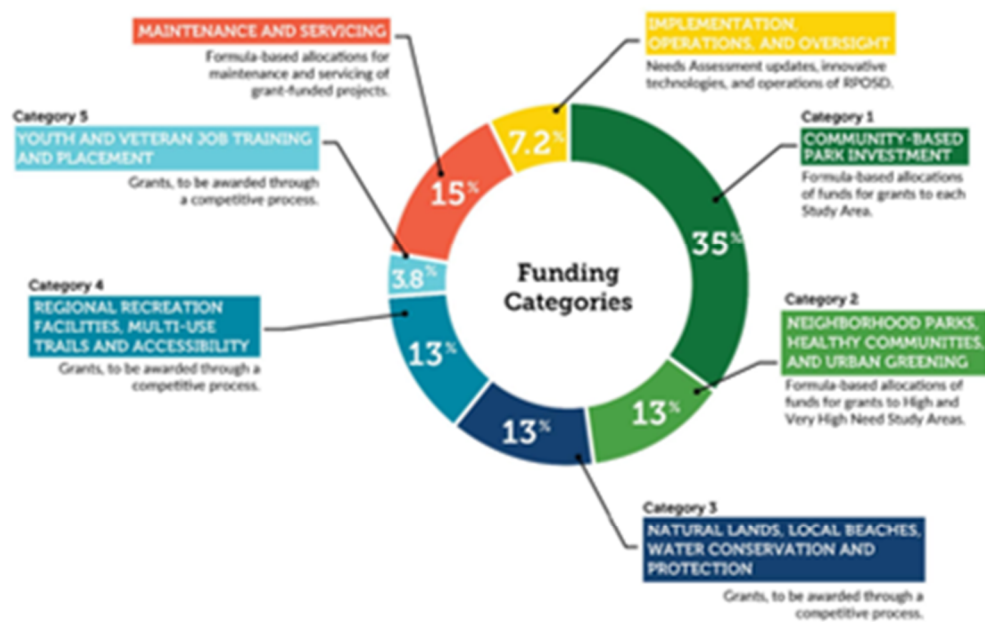 MAINTENANCE AND SERVICING
Formula-based allocations for
maintenance and servicing of
grant-funded projects.
IMPLEMENTATION,
OPERATIONS, AND OVERSIGHT
Needs Assessment updates, innovative
technologies, and operations of RPOSD.
Category 5
YOUTH AND VETERAN JOB TRAINING
AND PLACEMENT
Grants, to be awarded through
a competitive process.
Category 1
COMMUNITY-BASED
PARK INVESTMENT
Formula-based allocations
of funds for grants to each
Study Area.
7.2%
15%
35%
3.8%
13%
13%
13%
Funding
Categories
Category 4
REGIONAL RECREATION
FACILITIES, MULTI-USE
TRAILS AND ACCESSIBILITY
Grants, to be awarded through a
competitive process.
Category 2
NEIGHBORHOOD PARKS,
HEALTHY COMMUNITIES,
AND URBAN GREENING
Formula-based allocations of
funds for grants to High and
Very High Need Study Areas.
Category 3
NATURAL LANDS, LOCAL BEACHES,
WATER CONSERVATION AND
PROTECTION
Grants, to be awarded through a
competitive process.